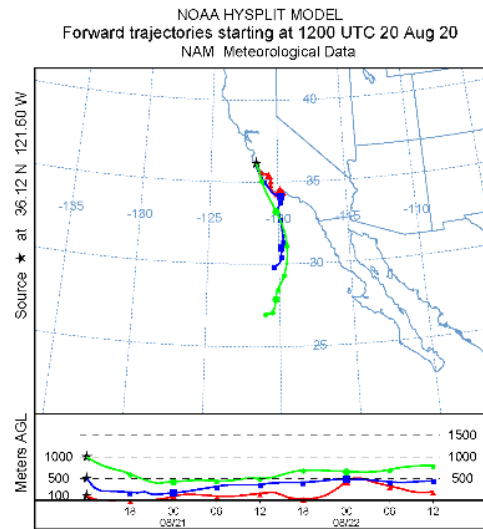 NOAA HYSPLIT MODEL
Forward trajectories starting at 1200 UTC 20 Aug 20
NAM Meteorological Data
Source ★ at 36.12 N 121.60 W
40
35
-135
-130
-125
-120
-115
-110
30
25
Meters AGL
1500
1000
1000
500
500
100
18 00 06 12 18 00 06 12
08/21 08/22